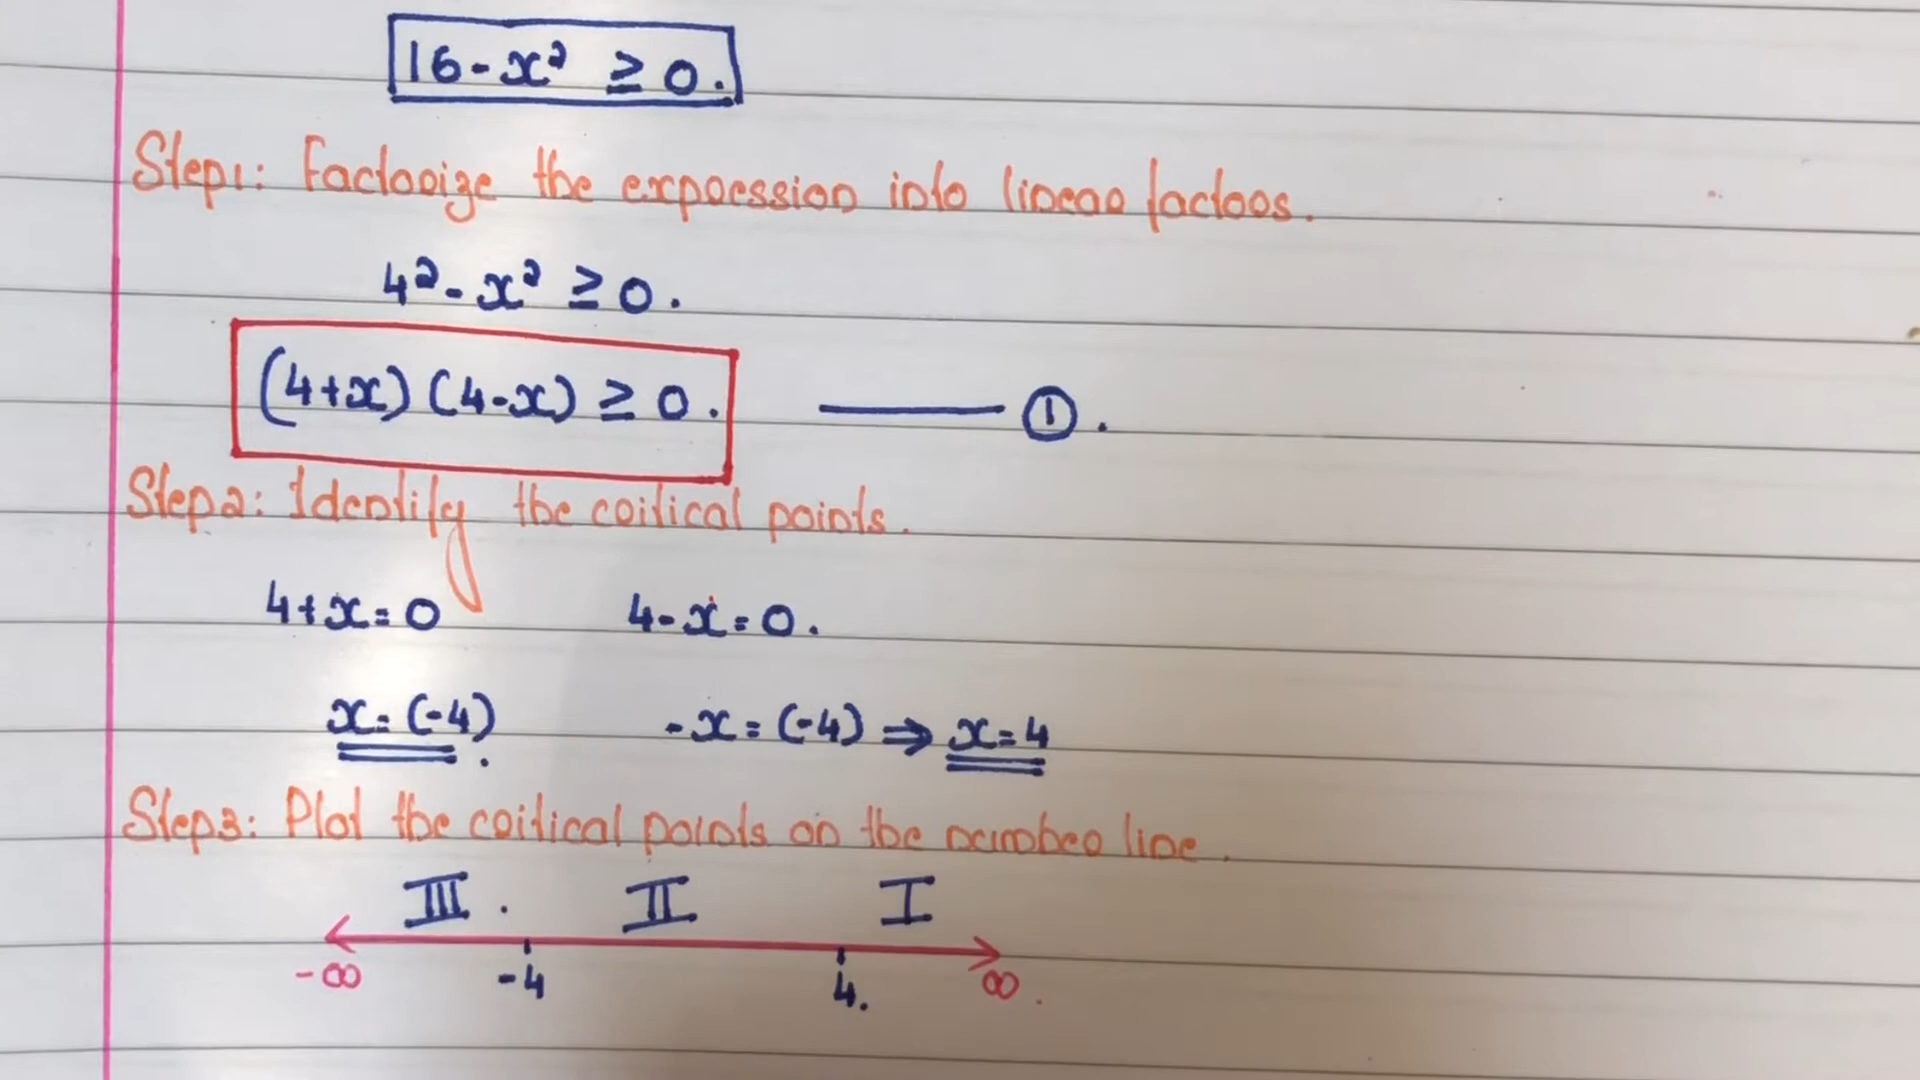 16-x² ≥ 0.
Step1: Factorize the expression into linear factors.
4²-x² ≥ 0.
(4+x) (4-x) ≥ 0. ——— ①.
Step2: Identify the critical points.
4+x=0 4-x=0.
x=(-4). -x=(-4) ⇒ x=4
Step3: Plot the critical points on the number line.
III. II I
-∞ -4 4. ∞.